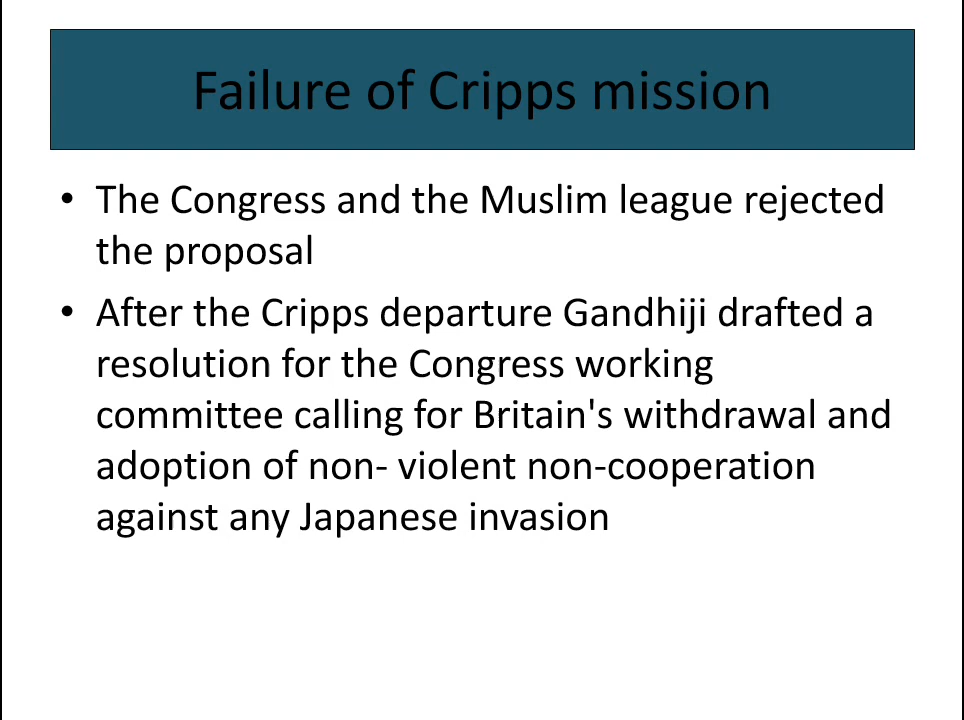 Failure of Cripps mission
• The Congress and the Muslim league rejected
the proposal
• After the Cripps departure Gandhiji drafted a
resolution for the Congress working
committee calling for Britain's withdrawal and
adoption of non- violent non-cooperation
against any Japanese invasion